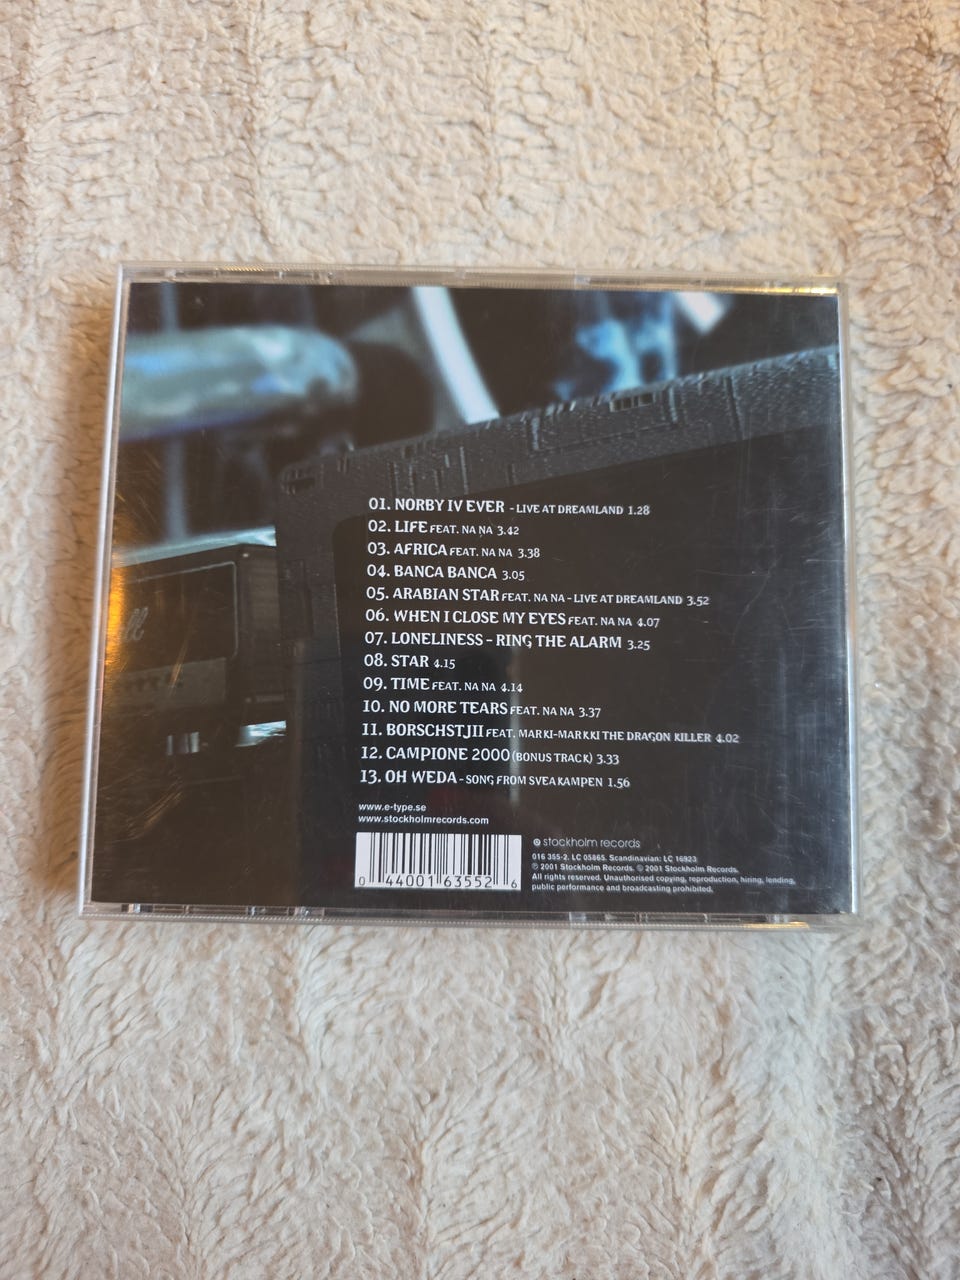 01. NORBY IV EVER - LIVE AT DREAMLAND 1.28
02. LIFE FEAT. NA NA 3.42
03. AFRICA FEAT. NA NA 3.38
04. BANCA BANCA 3.05
05. ARABIAN STAR FEAT. NA NA - LIVE AT DREAMLAND 3.52
06. WHEN I CLOSE MY EYES FEAT. NA NA 4.07
07. LONELINESS - RING THE ALARM 3.25
08. STAR 4.15
09. TIME FEAT. NA NA 4.14
10. NO MORE TEARS FEAT. NA NA 3.37
11. BORSCHSTJII FEAT. MARKI-MARKKI THE DRAGON KILLER 4.02
12. CAMPIONE 2000 (BONUS TRACK) 3.33
13. OH WEDA - SONG FROM SVEAKAMPEN 1.56
www.e-type.se
www.stockholmrecords.com
0 44001 63552 6
stockholm records
016 355-2. LC 05865. Scandinavian: LC 16923
℗ 2001 Stockholm Records. © 2001 Stockholm Records.
All rights reserved. Unauthorised copying, reproduction, hiring, lending,
public performance and broadcasting prohibited.